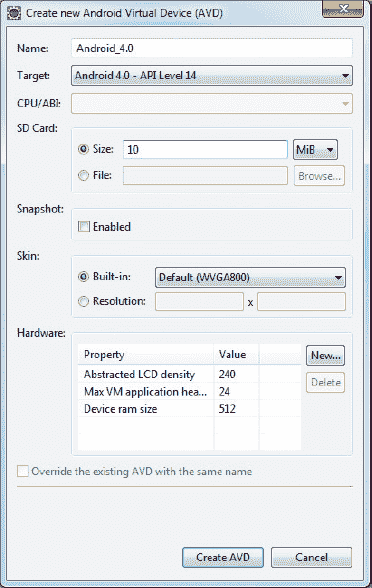 Create new Android Virtual Device (AVD)
Name: Android_4.0
Target: Android 4.0 - API Level 14
CPU/ABI:
SD Card:
Size: 10 MiB
File: Browse...
Snapshot:
Enabled
Skin:
Built-in: Default (WVGA800)
Resolution: x
Hardware:
Property Value New...
Abstracted LCD density 240 Delete
Max VM application hea... 24
Device ram size 512
Override the existing AVD with the same name
Create AVD Cancel